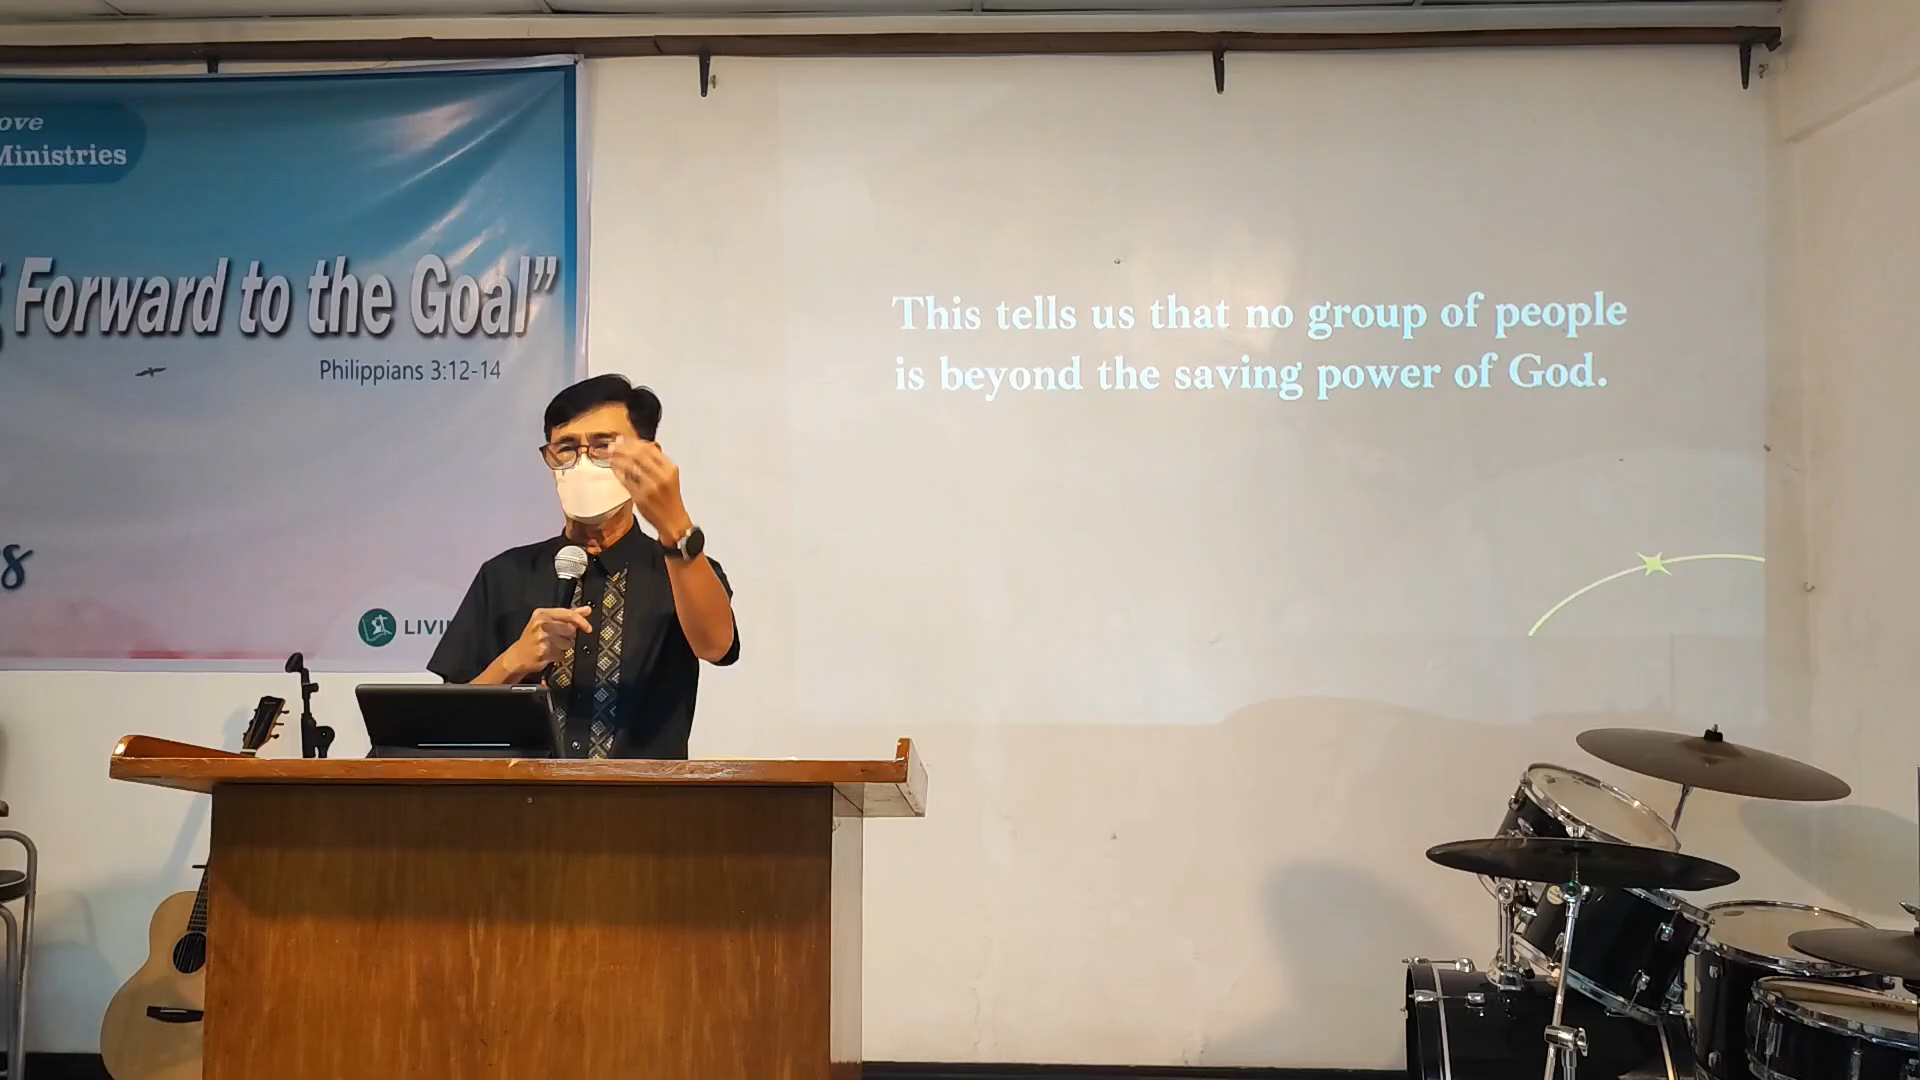 ove
Ministries
Forward to the Goal”
Philippians 3:12-14
s
LIVI
This tells us that no group of people
is beyond the saving power of God.